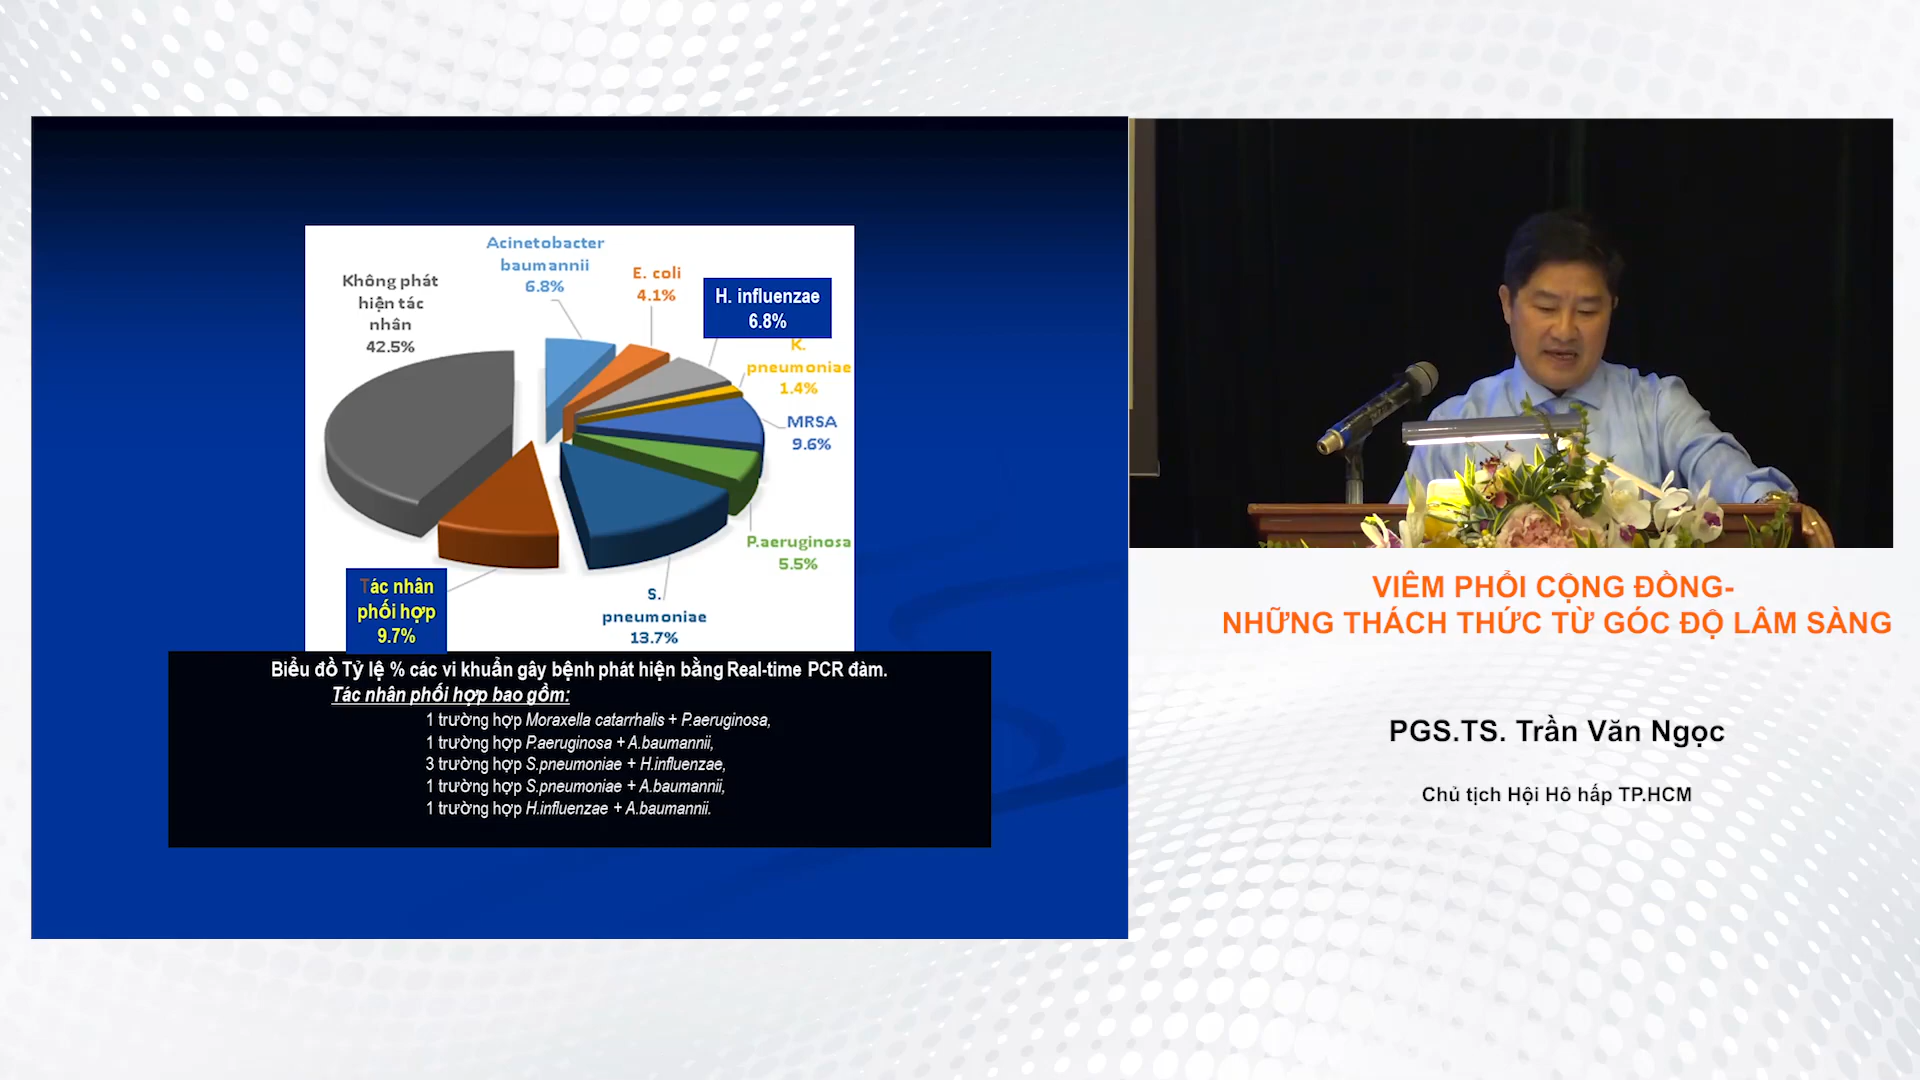 Acinetobacter
baumannii
6.8%
E. coli
4.1%
H. influenzae
6.8%
K.
pneumoniae
1.4%
MRSA
9.6%
P.aeruginosa
5.5%
S.
pneumoniae
13.7%
Tác nhân
phối hợp
9.7%
Không phát
hiện tác
nhân
42.5%
Biểu đồ Tỷ lệ % các vi khuẩn gây bệnh phát hiện bằng Real-time PCR đàm.
Tác nhân phối hợp bao gồm:
1 trường hợp Moraxella catarrhalis + P.aeruginosa,
1 trường hợp P.aeruginosa + A.baumannii,
3 trường hợp S.pneumoniae + H.influenzae,
1 trường hợp S.pneumoniae + A.baumannii,
1 trường hợp H.influenzae + A.baumannii.
VIÊM PHỔI CỘNG ĐỒNG-
NHỮNG THÁCH THỨC TỪ GÓC ĐỘ LÂM SÀNG
PGS.TS. Trần Văn Ngọc
Chủ tịch Hội Hô hấp TP.HCM